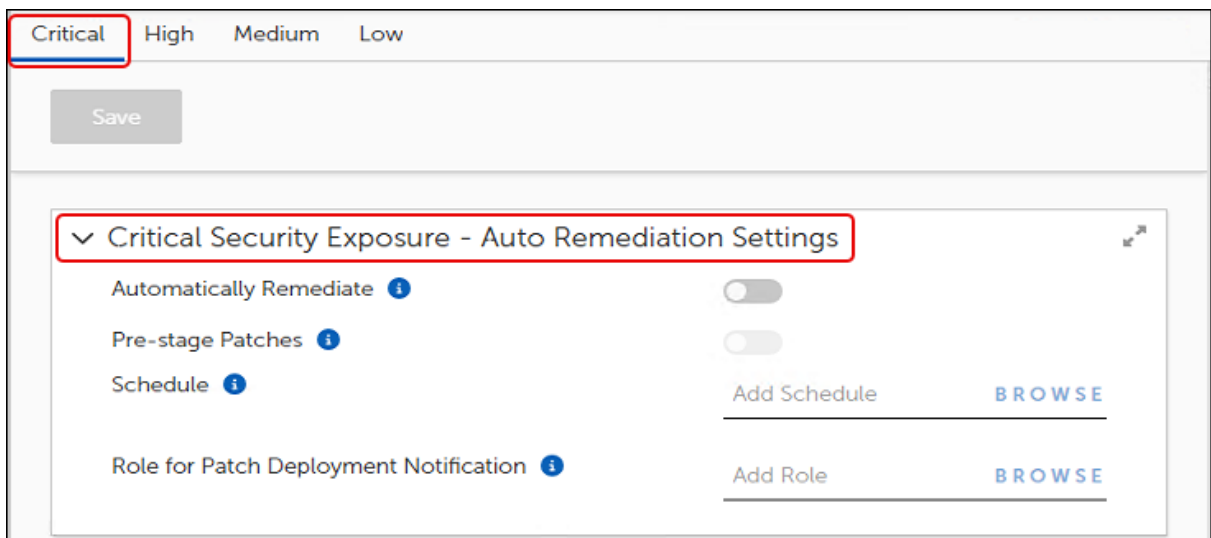 Critical High Medium Low
Save
Critical Security Exposure - Auto Remediation Settings
Automatically Remediate i
Pre-stage Patches i
Schedule i
Add Schedule BROWSE
Role for Patch Deployment Notification i
Add Role BROWSE